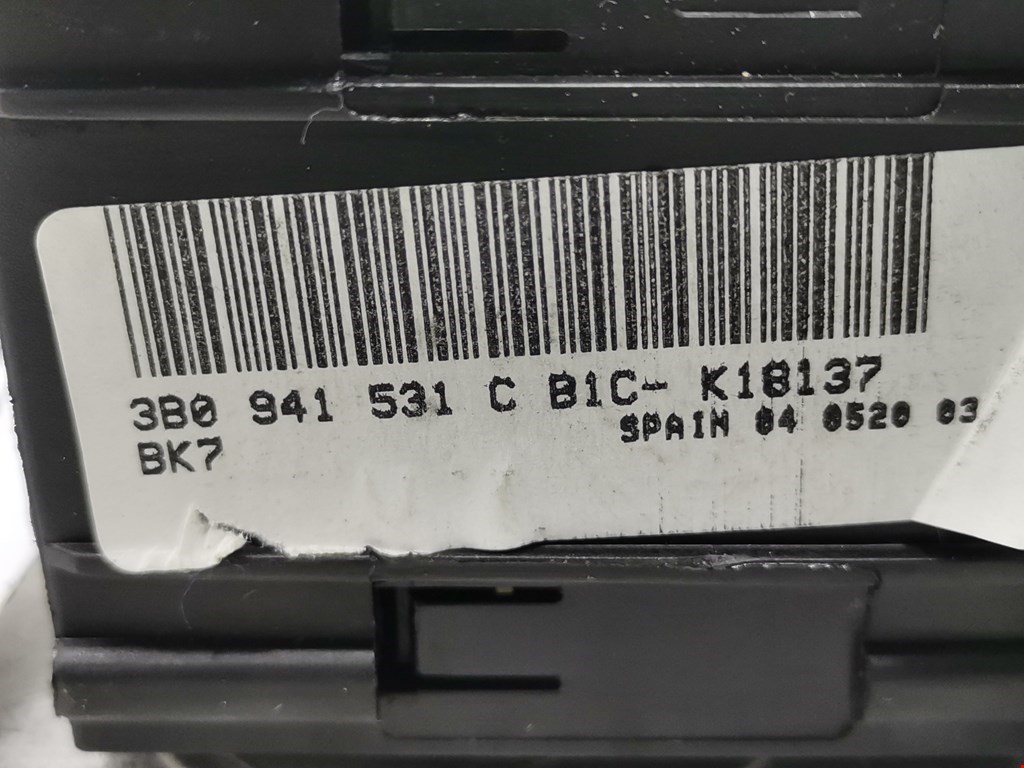 3B0 941 531 C B1C- K18137
SPAIN 04 0520 03
BK7